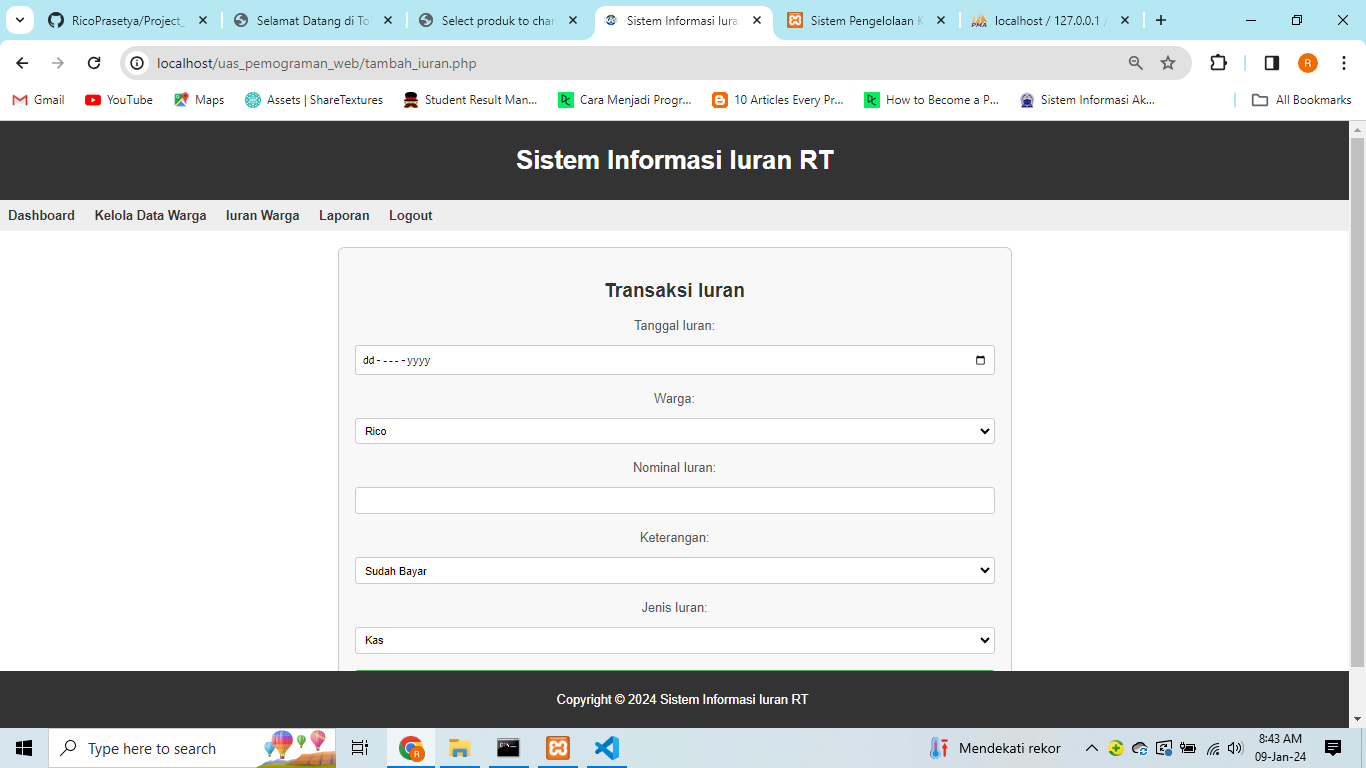 RicoPrasetya/Project_
Selamat Datang di To
Select produk to char
Sistem Informasi Iura
Sistem Pengelolaan K
localhost / 127.0.0.1 /
localhost/uas_pemograman_web/tambah_iuran.php
R
Gmail
YouTube
Maps
Assets | ShareTextures
Student Result Man...
Cara Menjadi Progr...
10 Articles Every Pr...
How to Become a P...
Sistem Informasi Ak...
All Bookmarks
Sistem Informasi Iuran RT
Dashboard Kelola Data Warga Iuran Warga Laporan Logout
Transaksi Iuran
Tanggal Iuran:
dd-----yyyy
Warga:
Rico
Nominal Iuran:
Keterangan:
Sudah Bayar
Jenis Iuran:
Kas
Copyright © 2024 Sistem Informasi Iuran RT
Type here to search
Mendekati rekor
8:43 AM
09-Jan-24